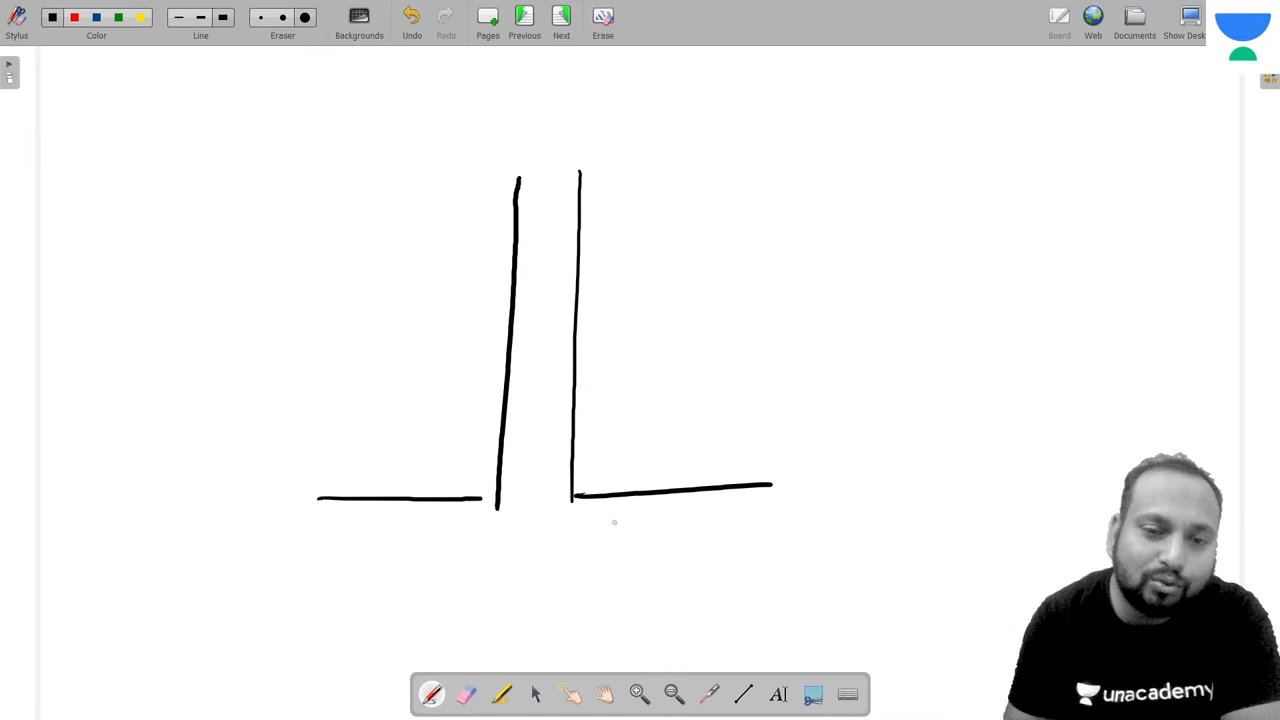 Stylus
Color
Line
Eraser
Backgrounds
Undo
Redo
Pages
Previous
Next
Erase
Board
Web
Documents
Show Desk
unacademy